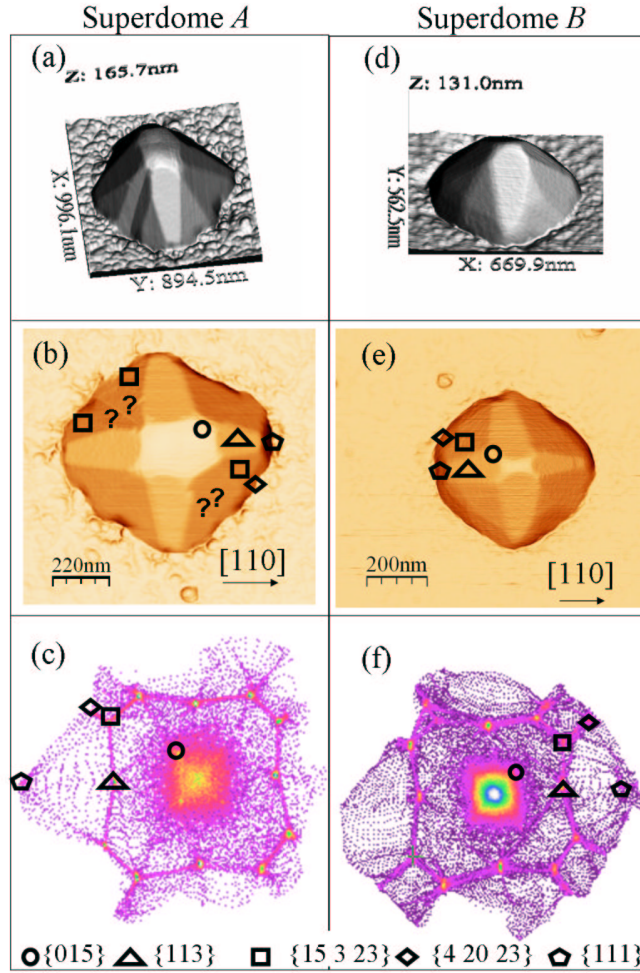 Superdome A
Superdome B
(a)
Z: 165.7nm
X: 996.1nm
Y: 894.5nm
(d)
Z: 131.0nm
Y: 562.5nm
X: 669.9nm
(b)
? ?
??
220nm
[110]
(e)
200nm
[110]
(c)
(f)
{015} {113} {15 3 23} {4 20 23} {111}